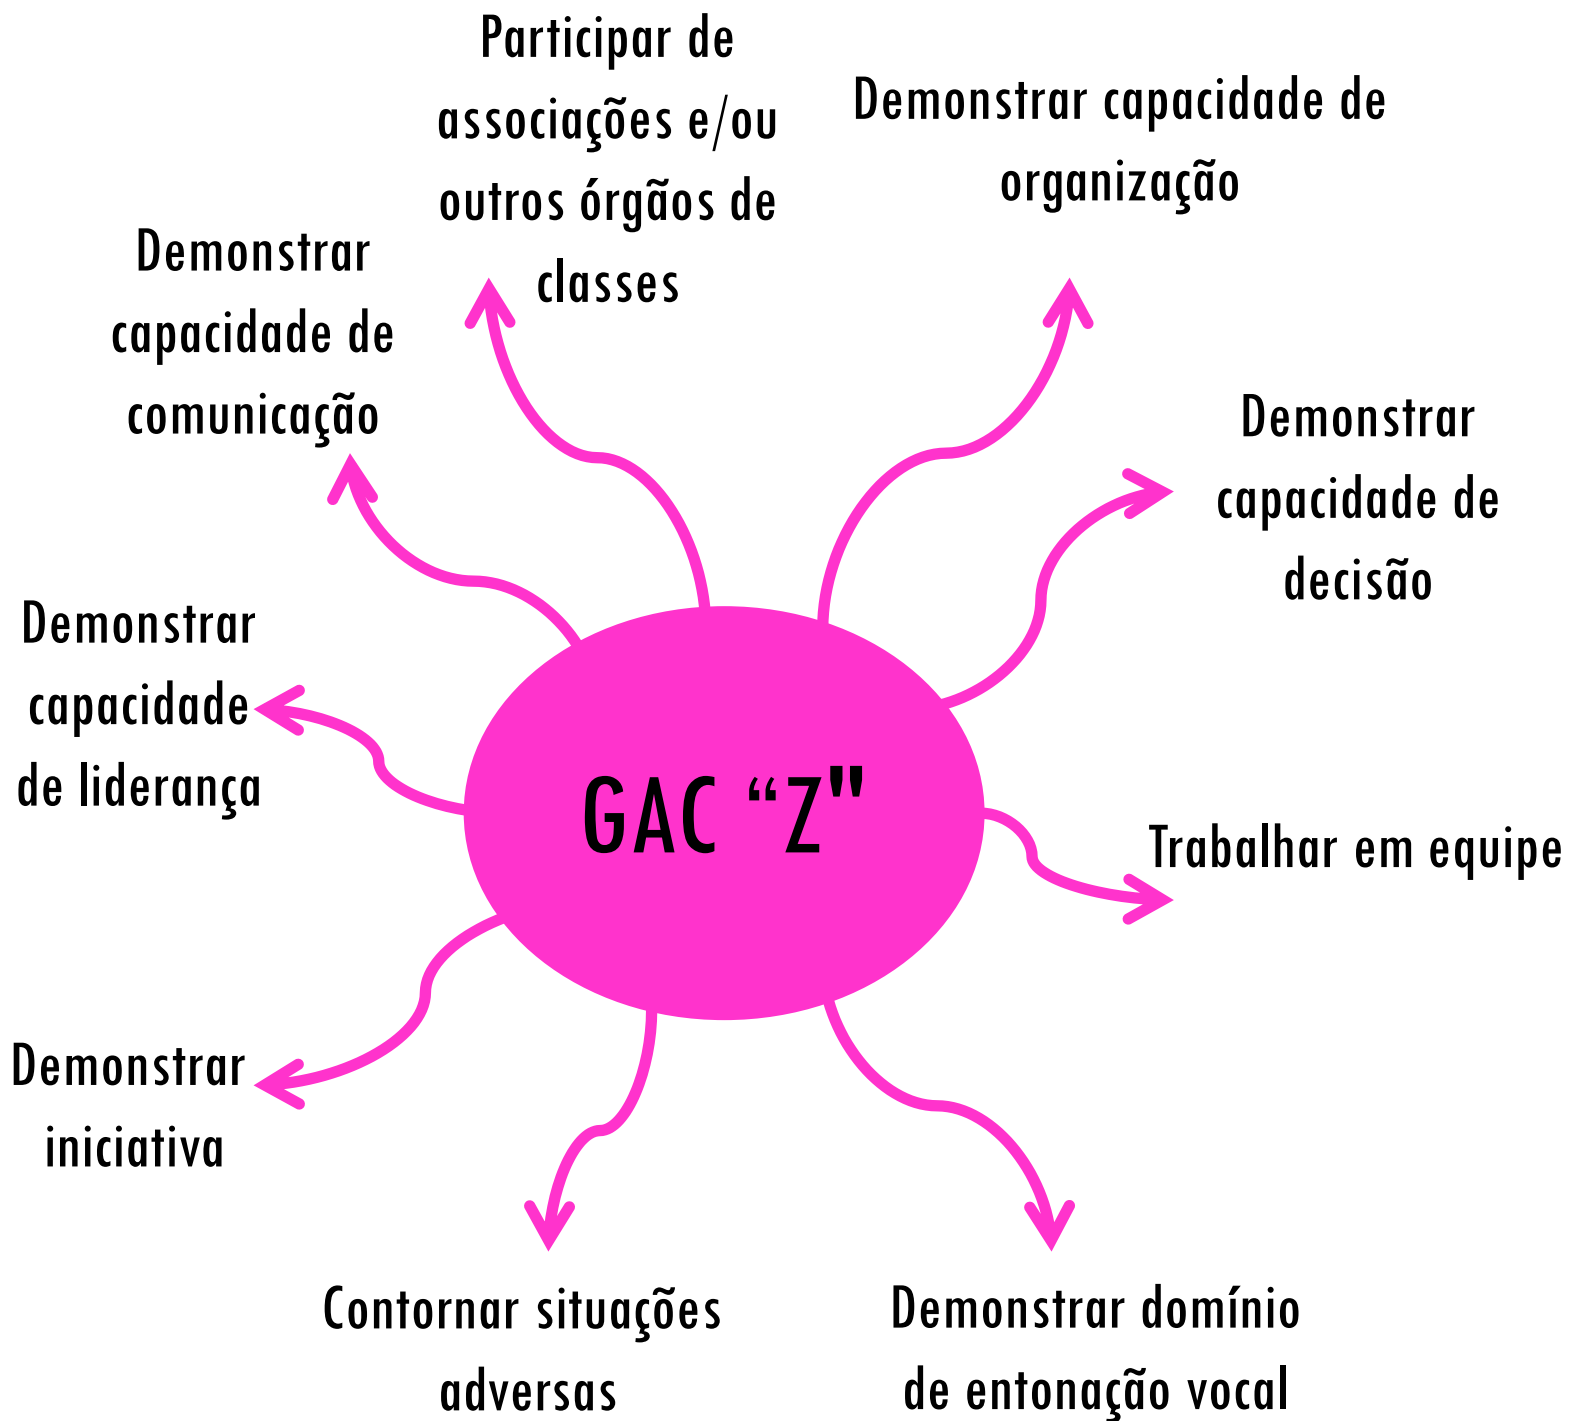 Participar de
associações e/ou
outros órgãos de
classes
Demonstrar capacidade de
organização
Demonstrar
capacidade de
comunicação
Demonstrar
capacidade de
decisão
Demonstrar
capacidade
de liderança
GAC “Z"
Trabalhar em equipe
Demonstrar
iniciativa
Contornar situações
adversas
Demonstrar domínio
de entonação vocal